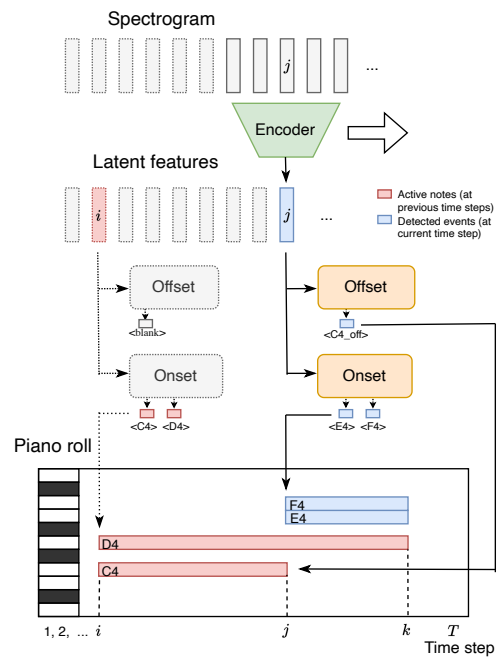 Spectrogram
j
...
Encoder
Latent features
i
j
...
Active notes (at
previous time steps)
Detected events (at
current time step)
Offset
Offset
<blank>
<C4_off>
Onset
Onset
<C4> <D4>
<E4> <F4>
Piano roll
F4
E4
D4
C4
1, 2, ... i j k T
Time step